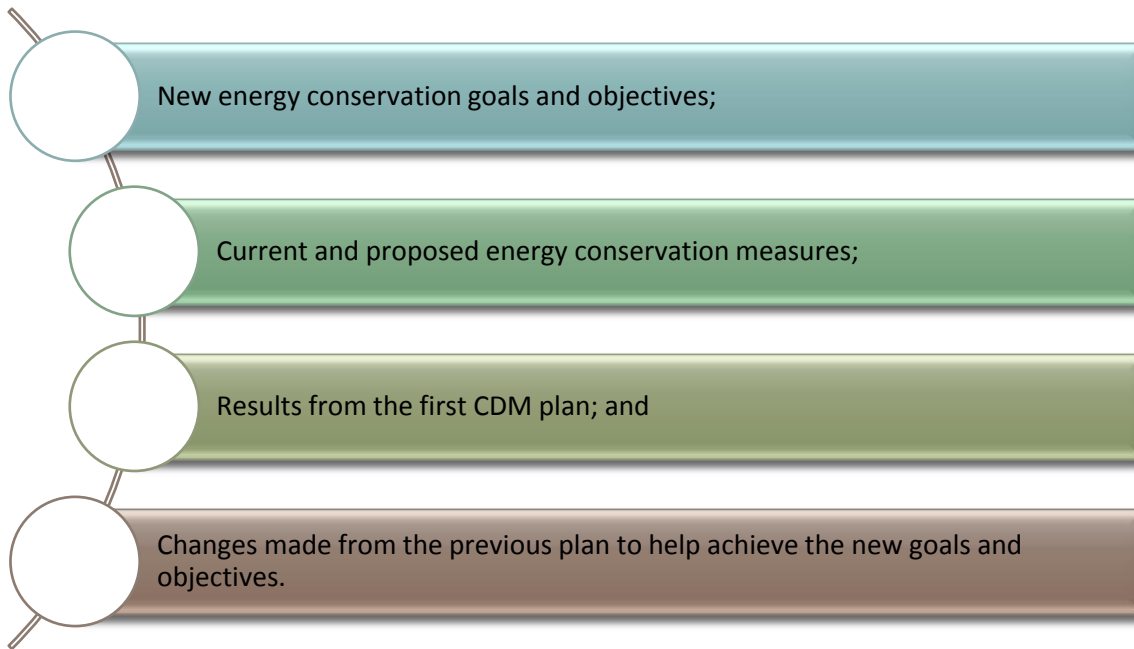 New energy conservation goals and objectives;
Current and proposed energy conservation measures;
Results from the first CDM plan; and
Changes made from the previous plan to help achieve the new goals and
objectives.